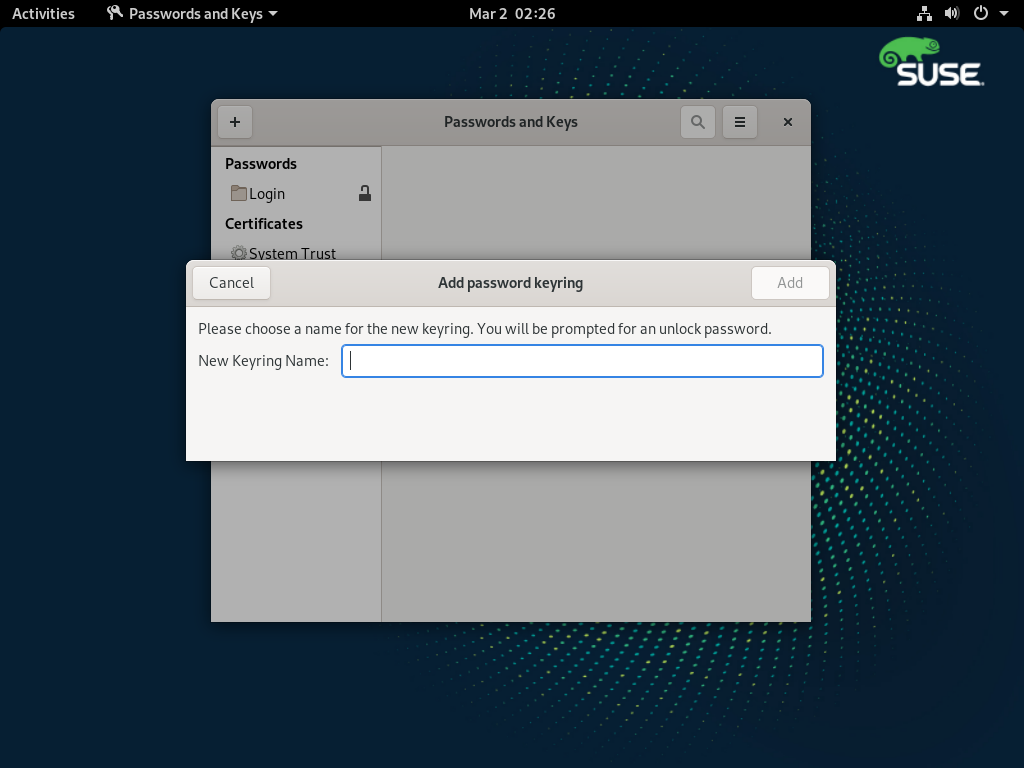 Activities Passwords and Keys Mar 2 02:26
SUSE
Passwords and Keys
Passwords
Login
Certificates
System Trust
Cancel Add password keyring Add
Please choose a name for the new keyring. You will be prompted for an unlock password.
New Keyring Name: